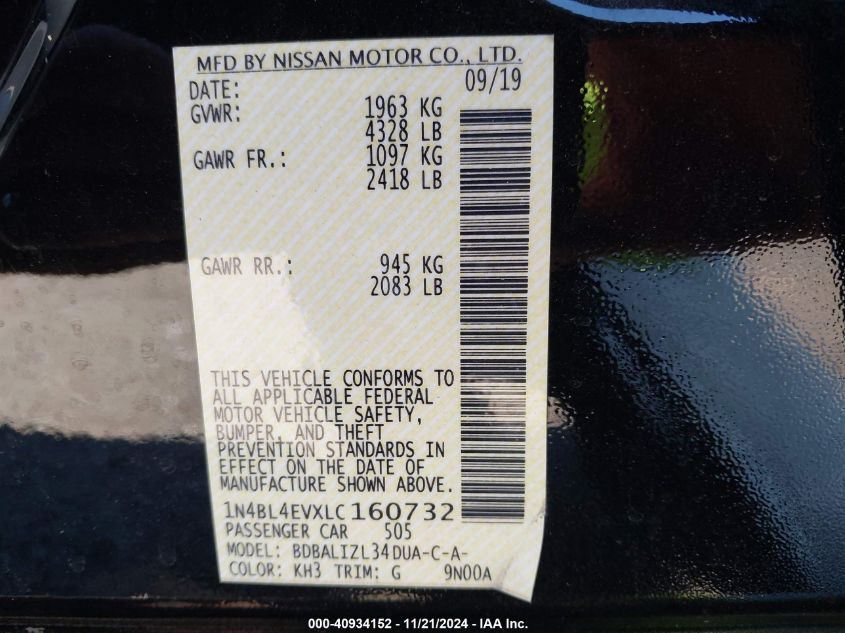 MFD BY NISSAN MOTOR CO., LTD.
DATE: 09/19
GVWR: 1963 KG
4328 LB
GAWR FR.: 1097 KG
2418 LB
GAWR RR.: 945 KG
2083 LB
THIS VEHICLE CONFORMS TO
ALL APPLICABLE FEDERAL
MOTOR VEHICLE SAFETY,
BUMPER, AND THEFT
PREVENTION STANDARDS IN
EFFECT ON THE DATE OF
MANUFACTURE SHOWN ABOVE.
1N4BL4EVXLC160732
PASSENGER CAR 505
MODEL: BDBALIZL34DUA-C-A-
COLOR: KH3 TRIM: G 9N00A
000-40934152 - 11/21/2024 - IAA Inc.